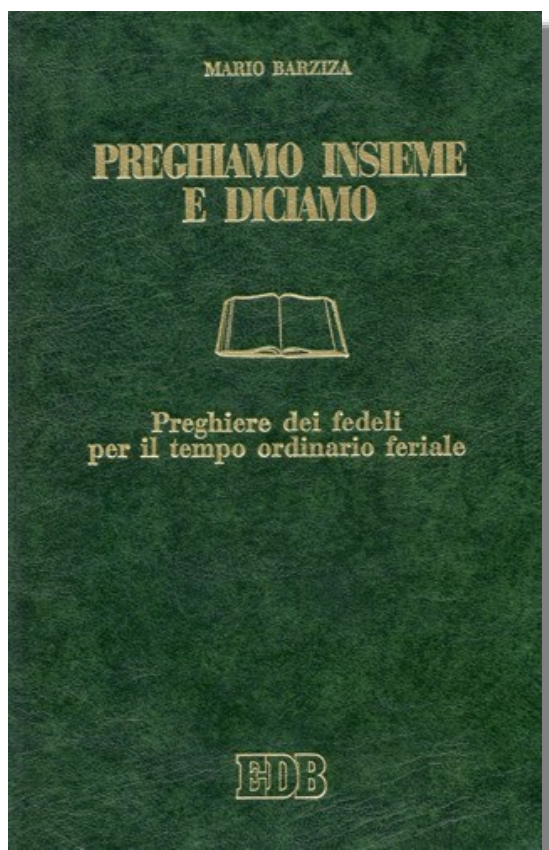 MARIO BARZIZA
PREGHIAMO INSIEME
E DICIAMO
Preghiere dei fedeli
per il tempo ordinario feriale
EDB